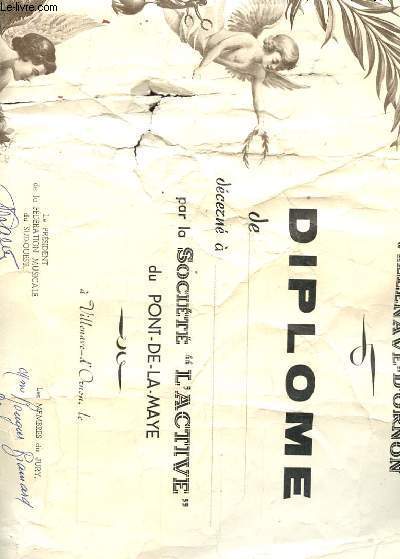 VILLENAVE-D'ORNON
DIPLOME
de
décerné à
par la SOCIÉTÉ "L'ACTIVE"
du PONT-DE-LA-MAYE
à Villenave-d'Ornon, le
Le PRÉSIDENT
de la FÉDÉRATION MUSICALE
du SUD-OUEST,
Les MEMBRES du JURY,
le-livre.com